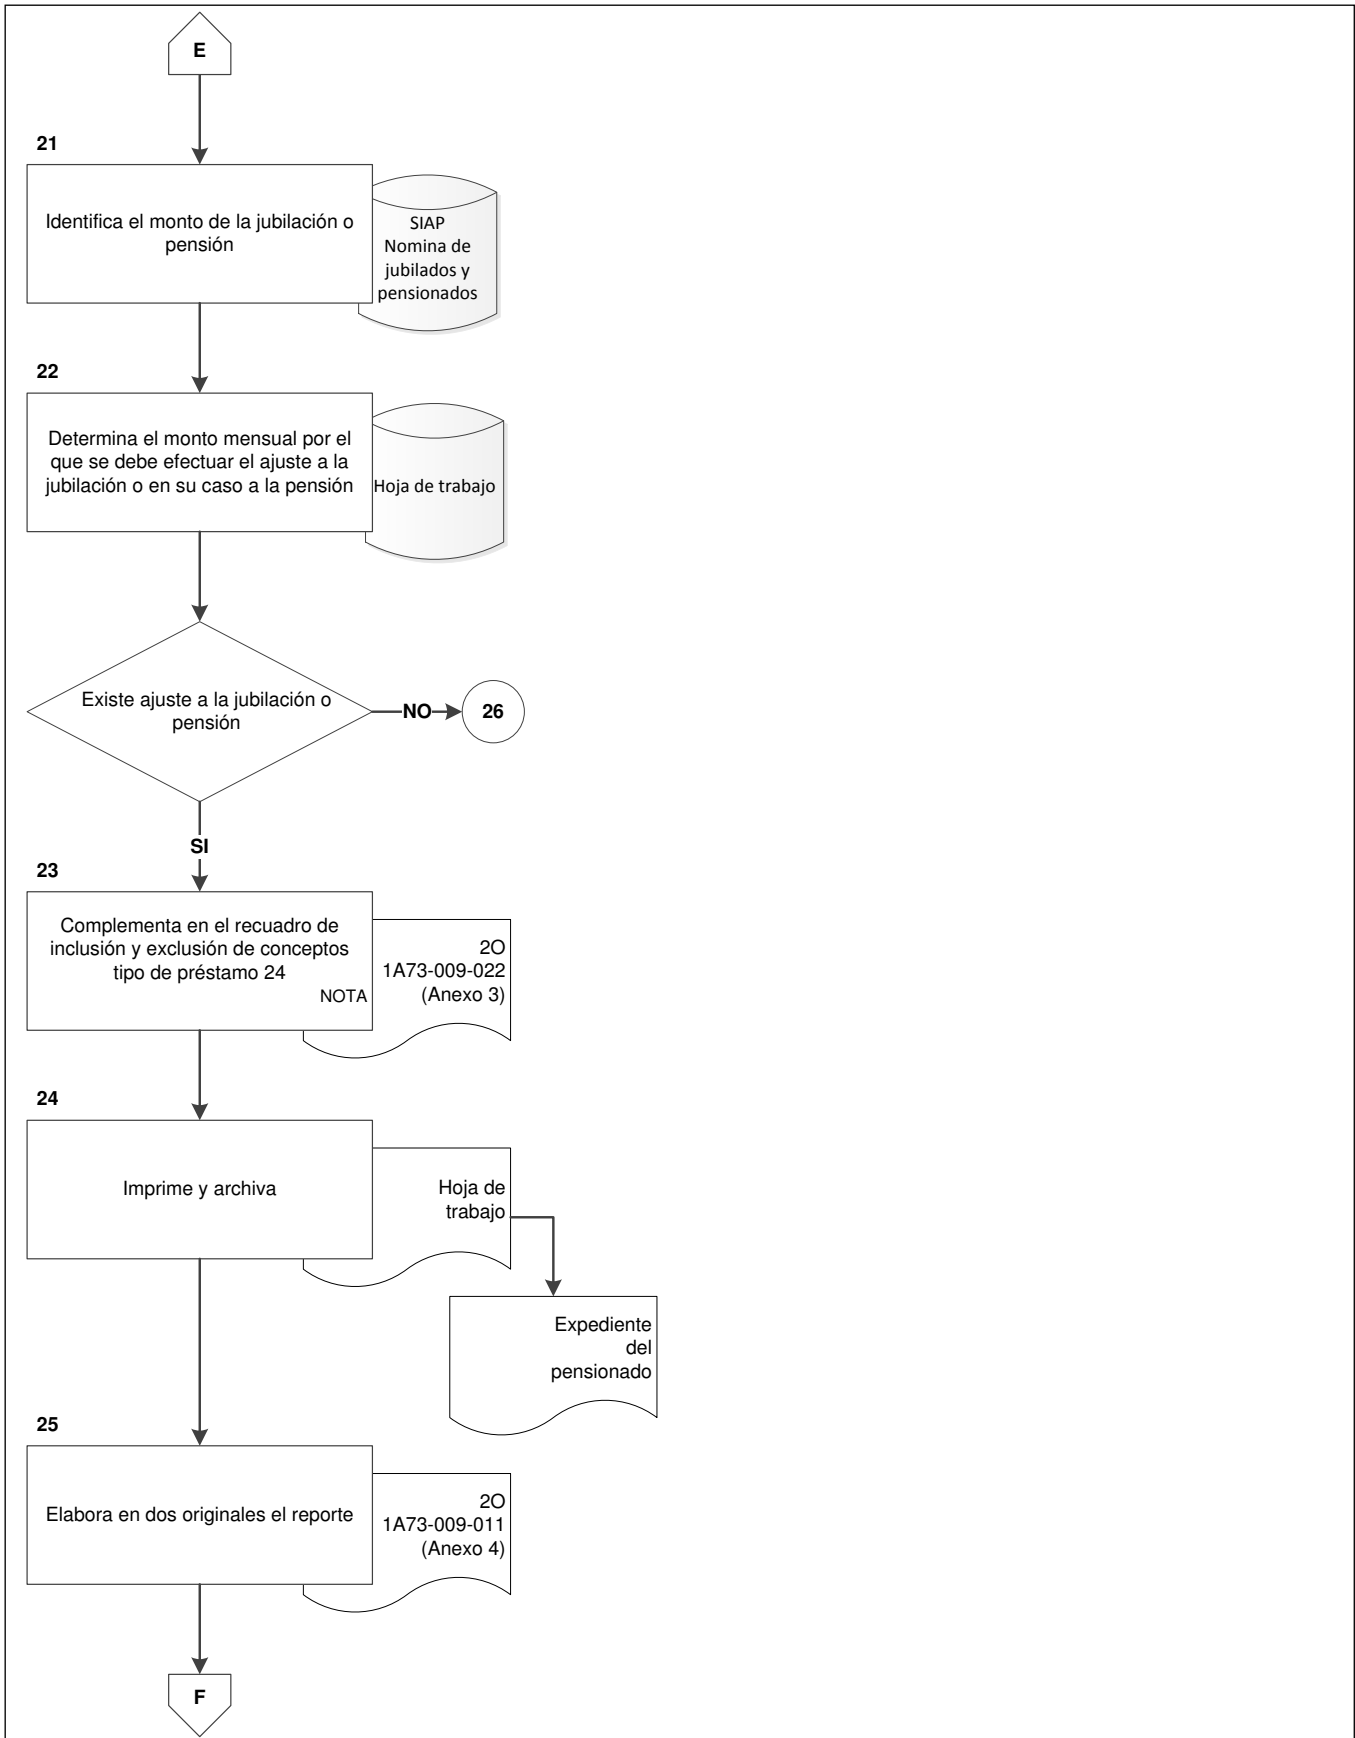 E
21
Identifica el monto de la jubilación o
pensión
SIAP
Nomina de
jubilados y
pensionados
22
Determina el monto mensual por el
que se debe efectuar el ajuste a la
jubilación o en su caso a la pensión
Hoja de trabajo
Existe ajuste a la jubilación o
pensión
NO
26
SI
23
Complementa en el recuadro de
inclusión y exclusión de conceptos
tipo de préstamo 24
NOTA
2O
1A73-009-022
(Anexo 3)
24
Imprime y archiva
Hoja de
trabajo
Expediente
del
pensionado
25
Elabora en dos originales el reporte
2O
1A73-009-011
(Anexo 4)
F